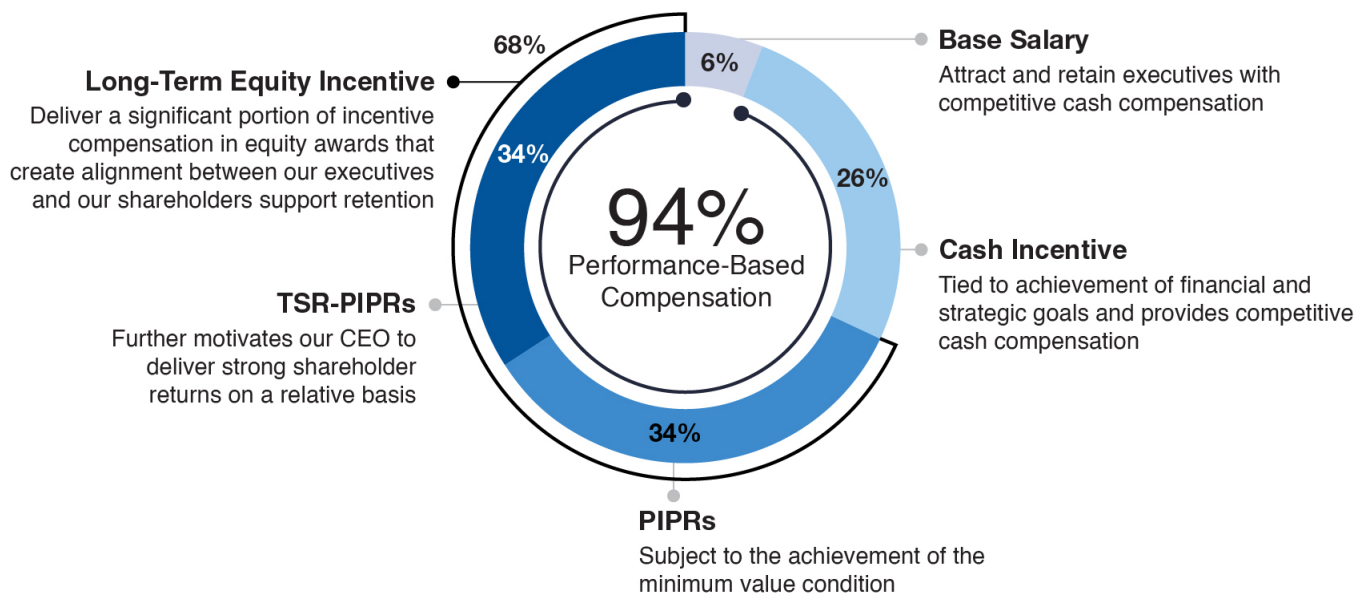 68%
Long-Term Equity Incentive
Deliver a significant portion of incentive
compensation in equity awards that
create alignment between our executives
and our shareholders support retention
34%
TSR-PIPRs
Further motivates our CEO to
deliver strong shareholder
returns on a relative basis
6%
Base Salary
Attract and retain executives with
competitive cash compensation
26%
Cash Incentive
Tied to achievement of financial and
strategic goals and provides competitive
cash compensation
94%
Performance-Based
Compensation
34%
PIPRs
Subject to the achievement of the
minimum value condition